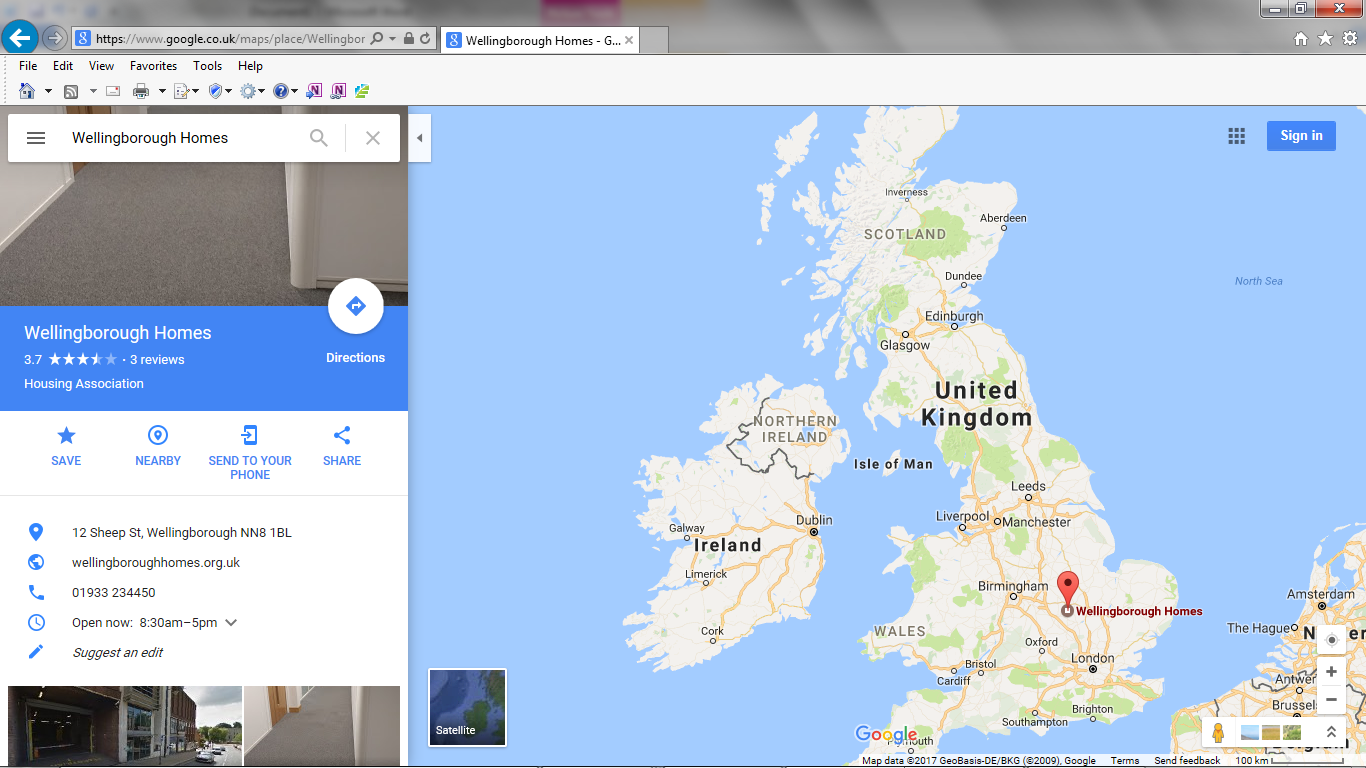 https://www.google.co.uk/maps/place/Wellingbor
Wellingborough Homes - G...
File Edit View Favorites Tools Help
Wellingborough Homes
Sign in
Wellingborough Homes
3.7 · 3 reviews
Directions
Housing Association
SAVE
NEARBY
SEND TO YOUR
PHONE
SHARE
12 Sheep St, Wellingborough NN8 1BL
wellingboroughhomes.org.uk
01933 234450
Open now: 8:30am–5pm
Suggest an edit
Inverness
Aberdeen
SCOTLAND
North Sea
Dundee
Edinburgh
Glasgow
United
Kingdom
NORTHERN
IRELAND
Isle of Man
Leeds
Liverpool
Manchester
Dublin
Galway
Ireland
Limerick
Birmingham
Wellingborough Homes
Amsterdam
The Hague
Cork
WALES
Oxford
London
Bristol
Cardiff
Brighton
Southampton
Satellite
Google
Map data ©2017 GeoBasis-DE/BKG (©2009), Google Terms Send feedback 100 km